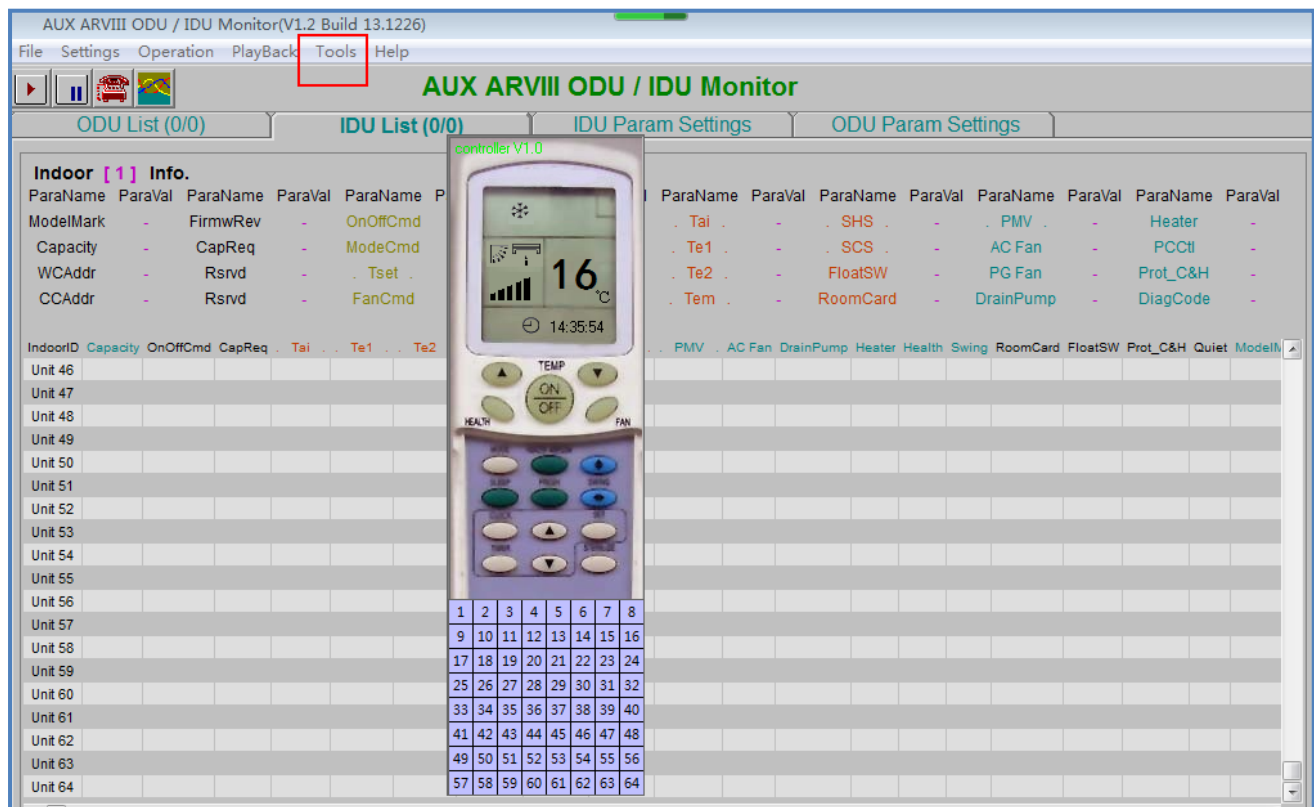 AUX ARVIII ODU / IDU Monitor(V1.2 Build 13.1226)
File Settings Operation PlayBack Tools Help
AUX ARVIII ODU / IDU Monitor
ODU List (0/0) IDU List (0/0) IDU Param Settings ODU Param Settings
controller V1.0
Indoor [ 1 ] Info.
ParaName ParaVal ParaName ParaVal ParaName P ParaName ParaVal ParaName ParaVal ParaName ParaVal ParaName ParaVal
ModelMark - FirmwRev - OnOffCmd . Tai . - . SHS . - . PMV . - Heater -
Capacity - CapReq - ModeCmd . Te1 . - . SCS . - AC Fan - PCCtl -
WCAddr - Rsrvd - . Tset . . Te2 . - FloatSW - PG Fan - Prot_C&H -
CCAddr - Rsrvd - FanCmd . Tem . - RoomCard - DrainPump - DiagCode -
16 °C
14:35:54
IndoorID Capacity OnOffCmd CapReq . Tai . . Te1 . . Te2 . . PMV . AC Fan DrainPump Heater Health Swing RoomCard FloatSW Prot_C&H Quiet ModelM
TEMP
ON
OFF
HEALTH FAN
MODE
SLEEP FRESH SWING
CLOCK SET
TIMER
Unit 46
Unit 47
Unit 48
Unit 49
Unit 50
Unit 51
Unit 52
Unit 53
Unit 54
Unit 55
Unit 56
Unit 57
Unit 58
Unit 59
Unit 60
Unit 61
Unit 62
Unit 63
Unit 64
1 2 3 4 5 6 7 8
9 10 11 12 13 14 15 16
17 18 19 20 21 22 23 24
25 26 27 28 29 30 31 32
33 34 35 36 37 38 39 40
41 42 43 44 45 46 47 48
49 50 51 52 53 54 55 56
57 58 59 60 61 62 63 64